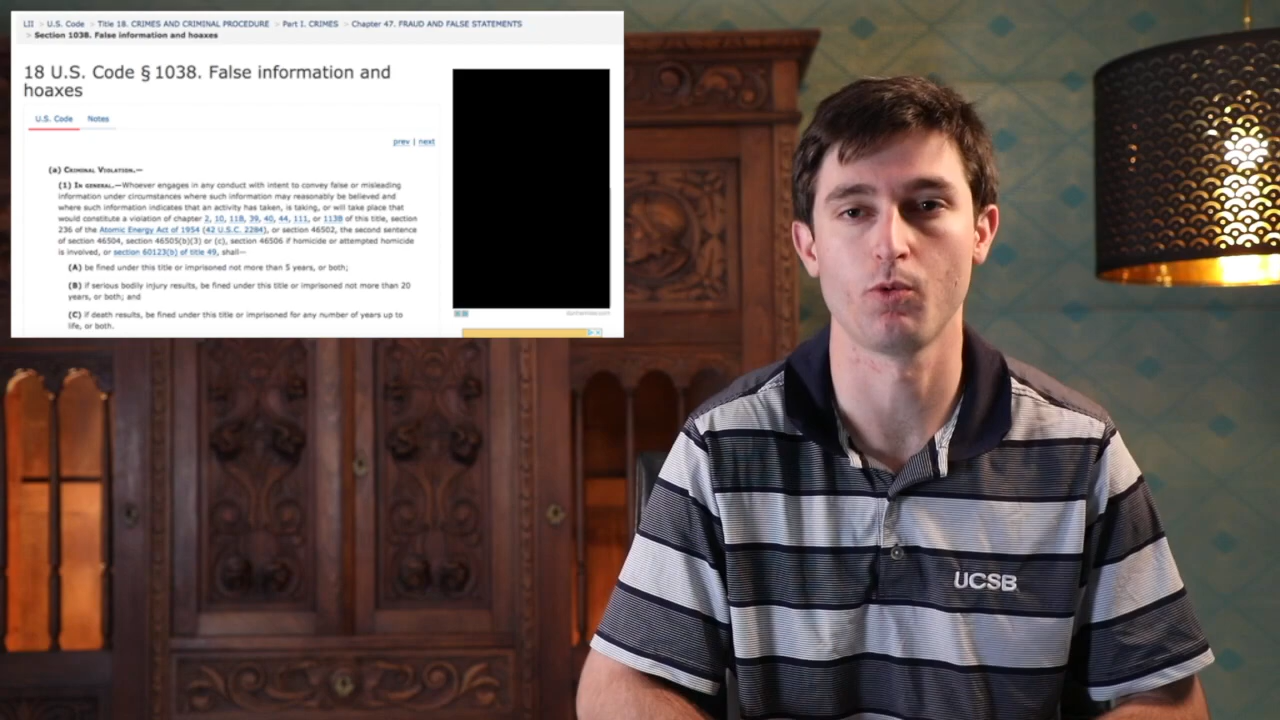 LII > U.S. Code > Title 18. CRIMES AND CRIMINAL PROCEDURE > Part I. CRIMES > Chapter 47. FRAUD AND FALSE STATEMENTS
> Section 1038. False information and hoaxes
18 U.S. Code § 1038. False information and
hoaxes
U.S. Code Notes
prev | next
(a) CRIMINAL VIOLATION.—
(1) IN GENERAL.—Whoever engages in any conduct with intent to convey false or misleading
information under circumstances where such information may reasonably be believed and
where such information indicates that an activity has taken, is taking, or will take place that
would constitute a violation of chapter 2, 10, 11B, 39, 40, 44, 111, or 113B of this title, section
236 of the Atomic Energy Act of 1954 (42 U.S.C. 2284), or section 46502, the second sentence
of section 46504, section 46505(b)(3) or (c), section 46506 if homicide or attempted homicide
is involved, or section 60123(b) of title 49, shall—
(A) be fined under this title or imprisoned not more than 5 years, or both;
(B) if serious bodily injury results, be fined under this title or imprisoned not more than 20
years, or both; and
(C) if death results, be fined under this title or imprisoned for any number of years up to
life, or both.
UCSB